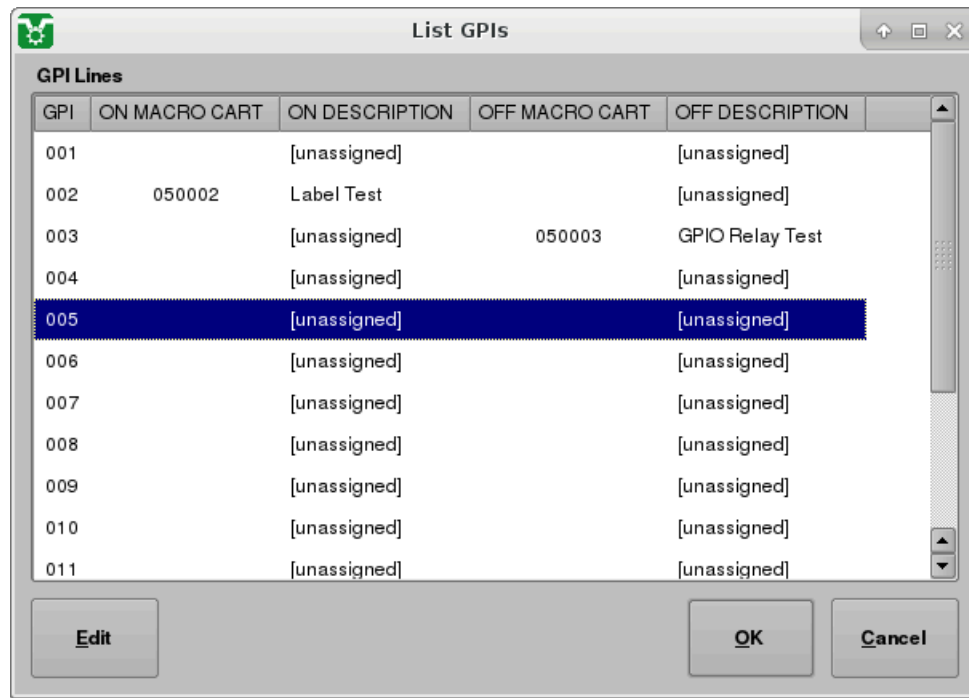 List GPIs
GPI Lines
GPI ON MACRO CART ON DESCRIPTION OFF MACRO CART OFF DESCRIPTION
001 [unassigned] [unassigned]
002 050002 Label Test [unassigned]
003 [unassigned] 050003 GPIO Relay Test
004 [unassigned] [unassigned]
005 [unassigned] [unassigned]
006 [unassigned] [unassigned]
007 [unassigned] [unassigned]
008 [unassigned] [unassigned]
009 [unassigned] [unassigned]
010 [unassigned] [unassigned]
011 [unassigned] [unassigned]
Edit OK Cancel